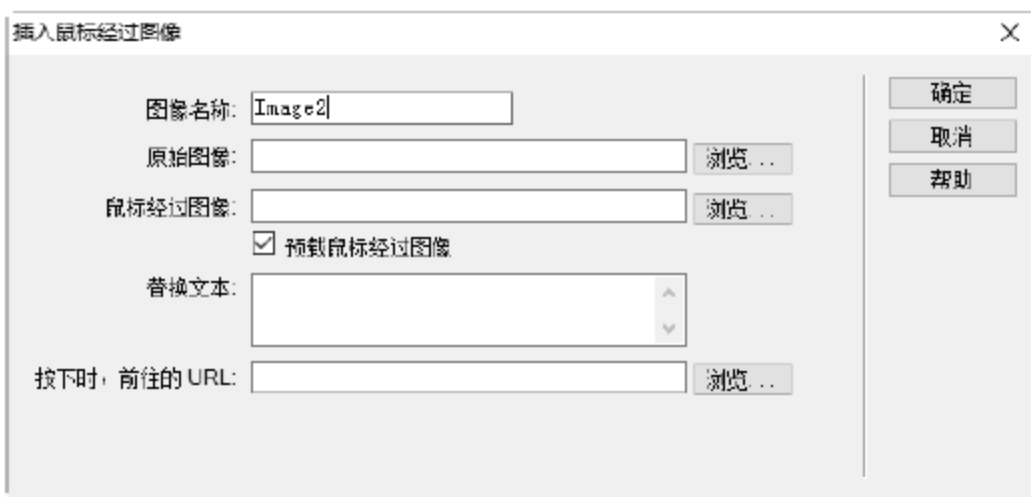 插入鼠标经过图像
图像名称: Image2
确定
原始图像: 浏览...
取消
鼠标经过图像: 浏览...
帮助
预载鼠标经过图像
替换文本:
按下时，前往的 URL: 浏览...